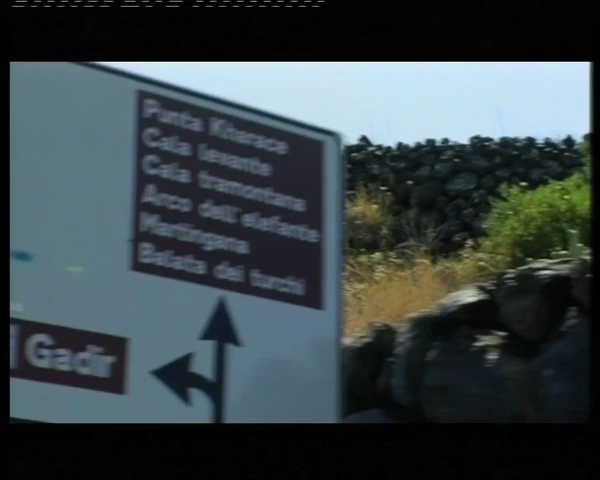 Punta Kharace
Cala levante
Cala tramontana
Arco dell'elefante
Martingana
Balata dei turchi
Gadir